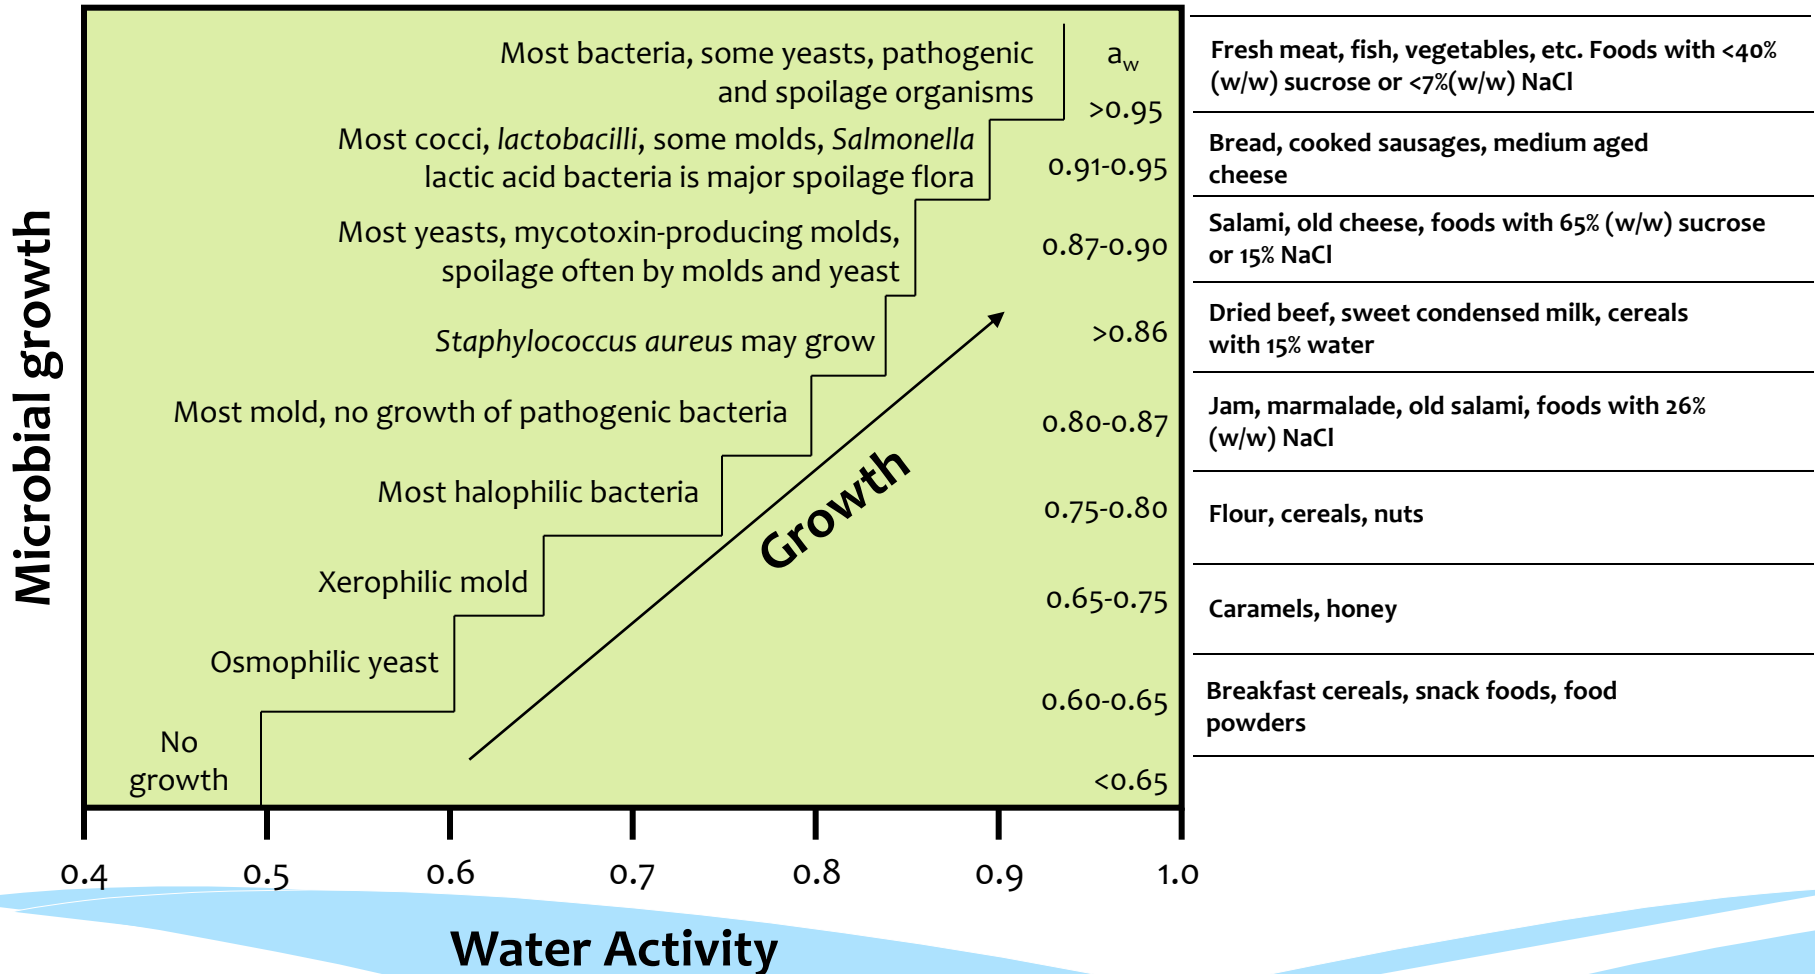 Most bacteria, some yeasts, pathogenic
and spoilage organisms
aw
>0.95
Fresh meat, fish, vegetables, etc. Foods with <40%
(w/w) sucrose or <7%(w/w) NaCl
Most cocci, lactobacilli, some molds, Salmonella
lactic acid bacteria is major spoilage flora
0.91-0.95
Bread, cooked sausages, medium aged
cheese
Most yeasts, mycotoxin-producing molds,
spoilage often by molds and yeast
0.87-0.90
Salami, old cheese, foods with 65% (w/w) sucrose
or 15% NaCl
Staphylococcus aureus may grow
>0.86
Dried beef, sweet condensed milk, cereals
with 15% water
Most mold, no growth of pathogenic bacteria
0.80-0.87
Jam, marmalade, old salami, foods with 26%
(w/w) NaCl
Most halophilic bacteria
0.75-0.80
Flour, cereals, nuts
Xerophilic mold
0.65-0.75
Caramels, honey
Osmophilic yeast
0.60-0.65
Breakfast cereals, snack foods, food
powders
No
growth
<0.65
Growth
Microbial growth
0.4 0.5 0.6 0.7 0.8 0.9 1.0
Water Activity